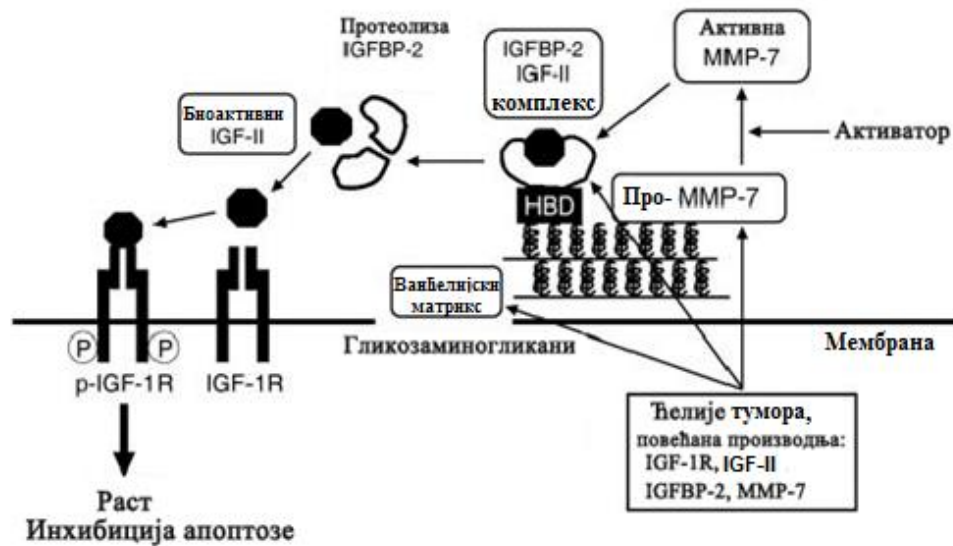 Протеолиза
IGFBP-2
IGFBP-2
IGF-II
комплекс
Активна
MMP-7
Биоактивни
IGF-II
Активатор
HBD
Про- MMP-7
Ванћелијски
матрикс
Гликозаминогликани
Мембрана
P
P
p-IGF-1R
IGF-1R
Ћелије тумора,
повећана производња:
IGF-1R, IGF-II
IGFBP-2, MMP-7
Раст
Инхибиција апоптозе